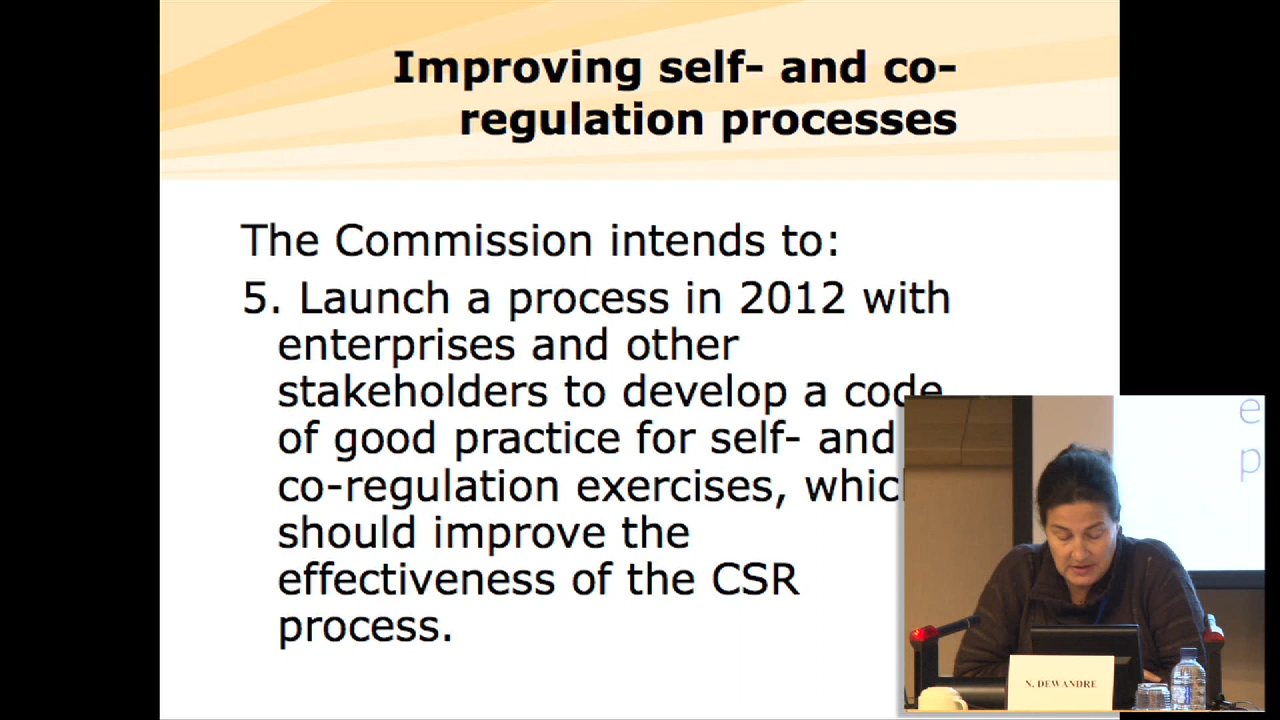 Improving self- and co-
regulation processes
The Commission intends to:
5. Launch a process in 2012 with
enterprises and other
stakeholders to develop a code
of good practice for self- and
co-regulation exercises, which
should improve the
effectiveness of the CSR
process.
e
p
N. DEWANDRE